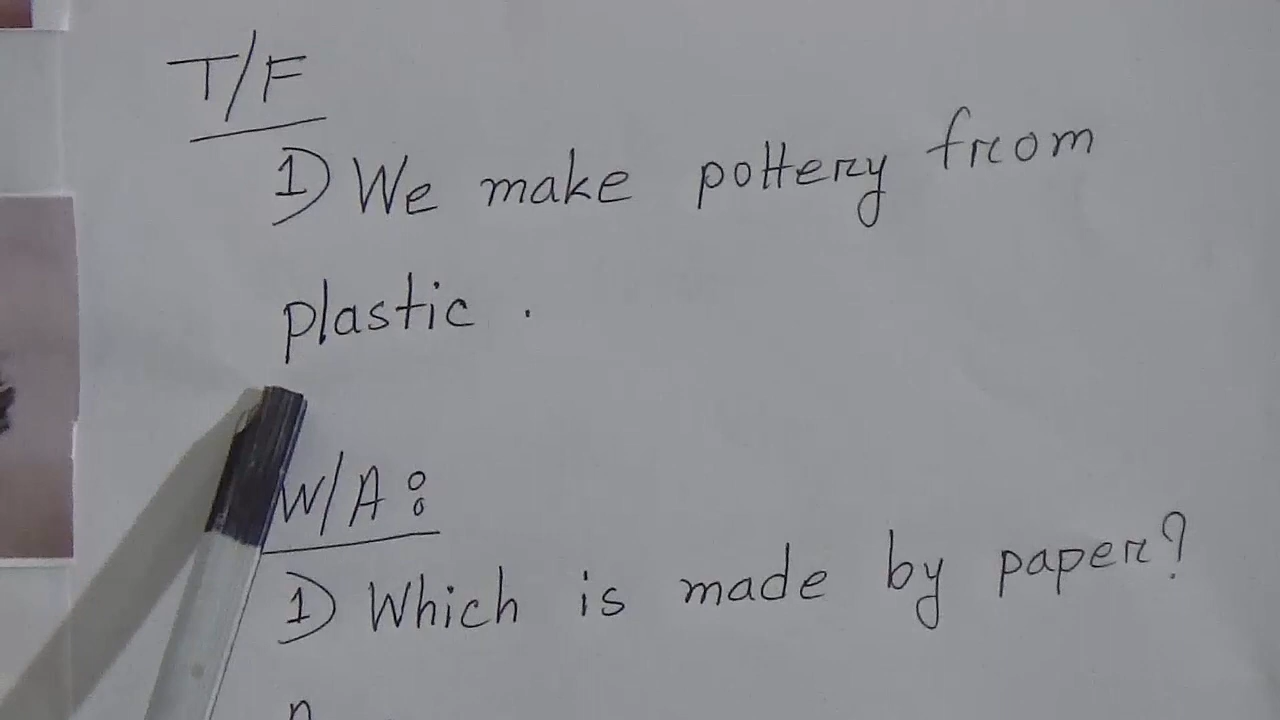 T/F
1) We make pottery from
plastic .
W/A :
1) Which is made by paper?